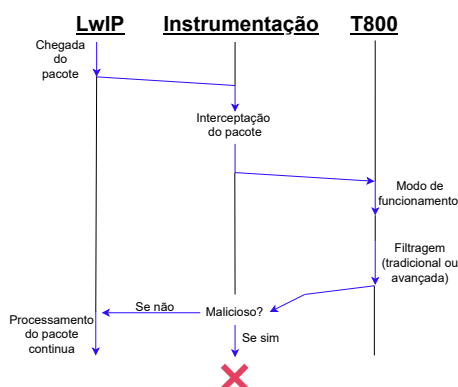 LwIP Instrumentação T800
Chegada
do
pacote
Interceptação
do pacote
Modo de
funcionamento
Filtragem
(tradicional ou
avançada)
Se não
Malicioso?
Processamento
do pacote
continua
Se sim